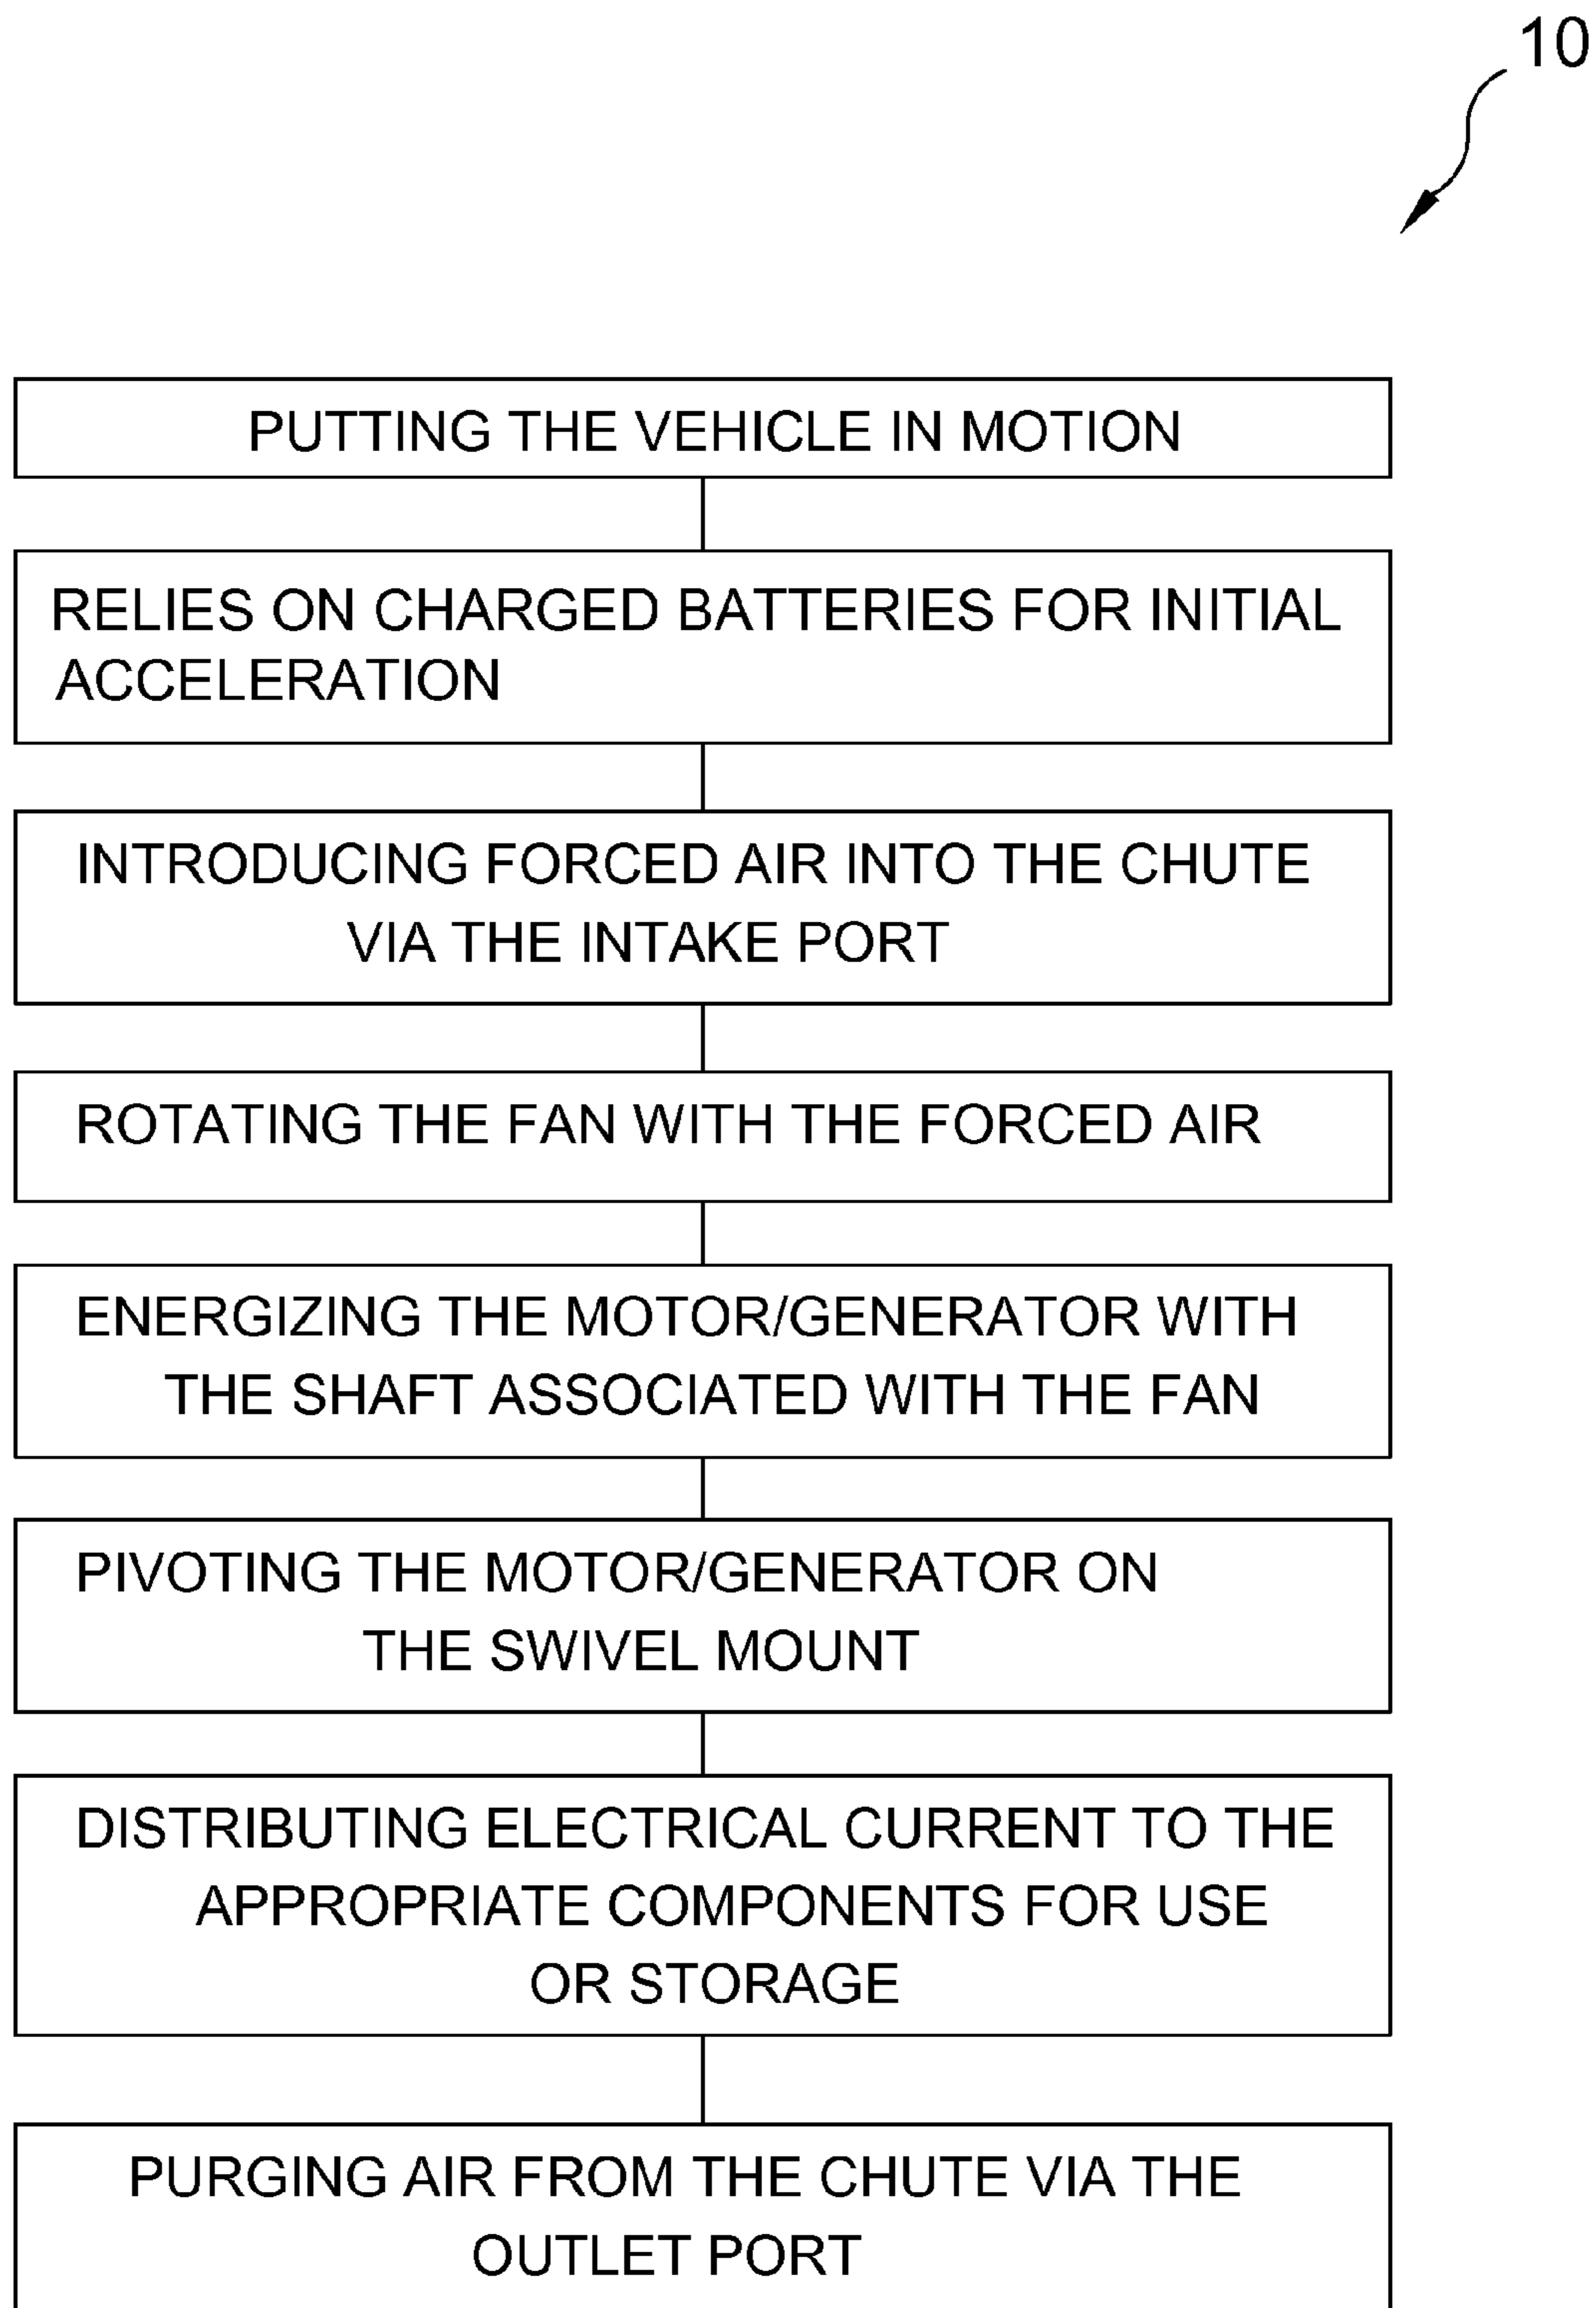 10
PUTTING THE VEHICLE IN MOTION
RELIES ON CHARGED BATTERIES FOR INITIAL
ACCELERATION
INTRODUCING FORCED AIR INTO THE CHUTE
VIA THE INTAKE PORT
ROTATING THE FAN WITH THE FORCED AIR
ENERGIZING THE MOTOR/GENERATOR WITH
THE SHAFT ASSOCIATED WITH THE FAN
PIVOTING THE MOTOR/GENERATOR ON
THE SWIVEL MOUNT
DISTRIBUTING ELECTRICAL CURRENT TO THE
APPROPRIATE COMPONENTS FOR USE
OR STORAGE
PURGING AIR FROM THE CHUTE VIA THE
OUTLET PORT